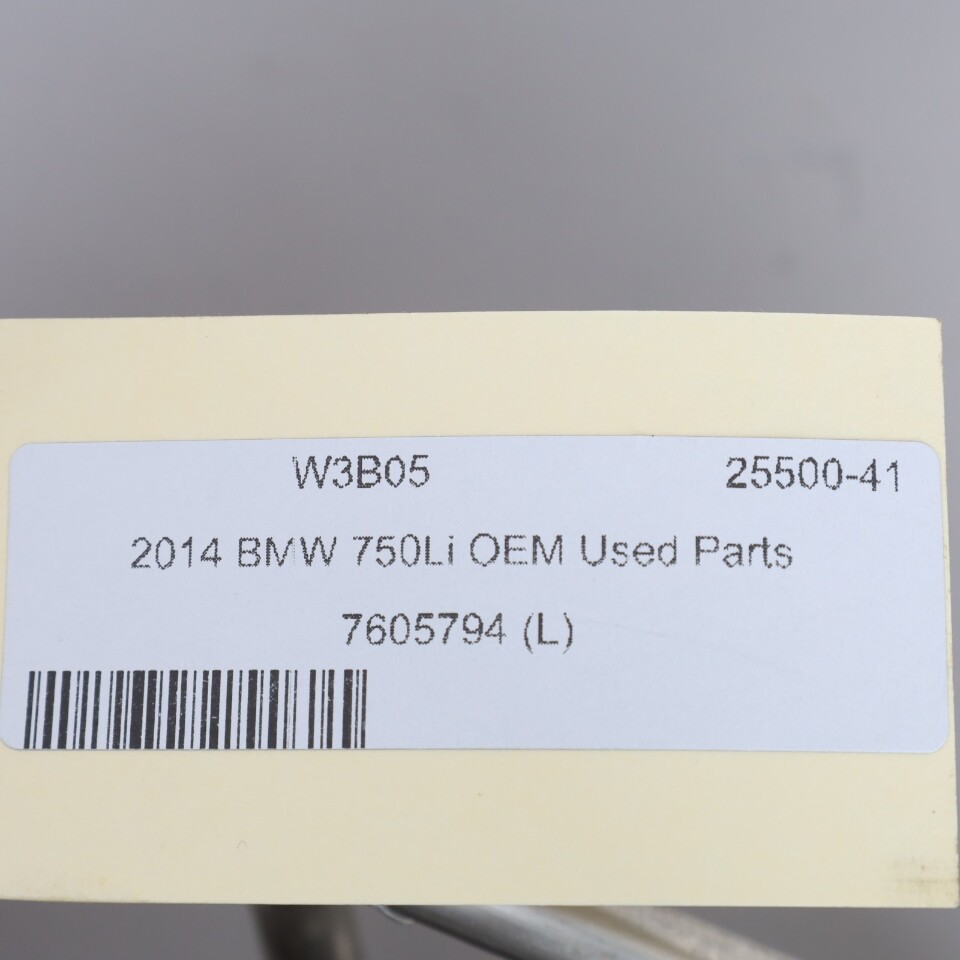 W3B05 25500-41
2014 BMW 750Li OEM Used Parts
7605794 (L)